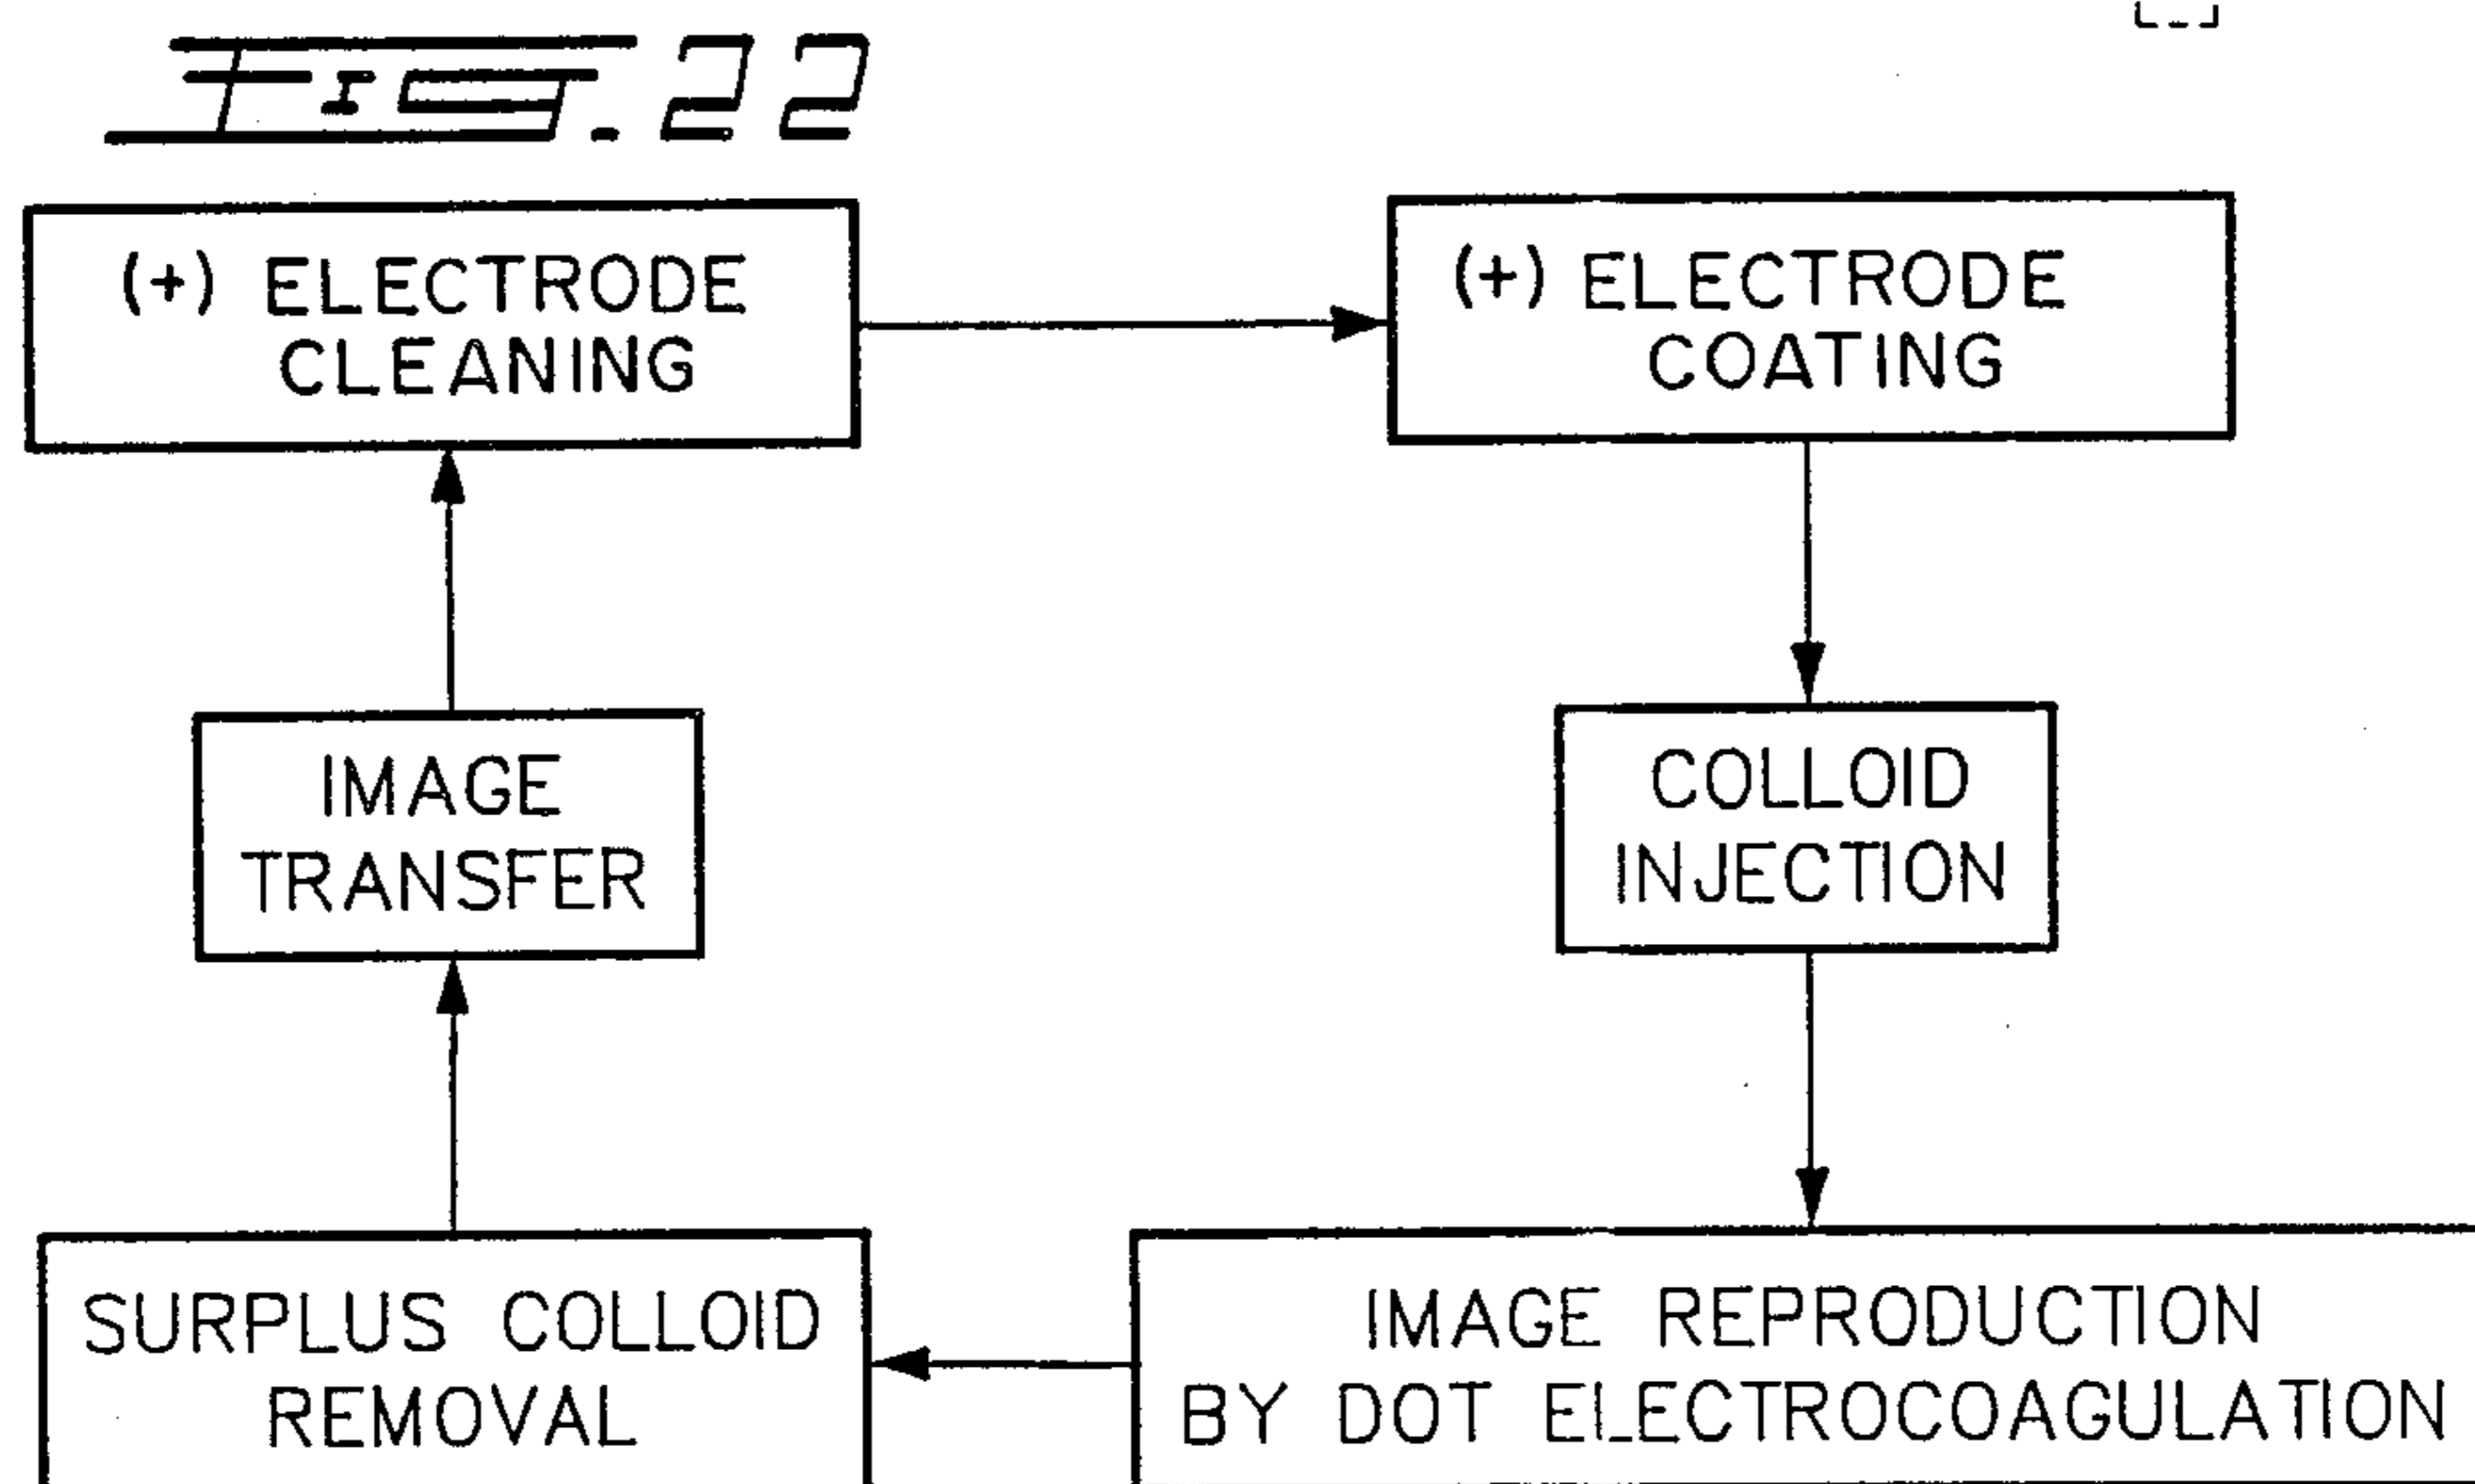 FIG. 22
(+) ELECTRODE
CLEANING
(+) ELECTRODE
COATING
IMAGE
TRANSFER
COLLOID
INJECTION
SURPLUS COLLOID
REMOVAL
IMAGE REPRODUCTION
BY DOT ELECTROCOAGULATION